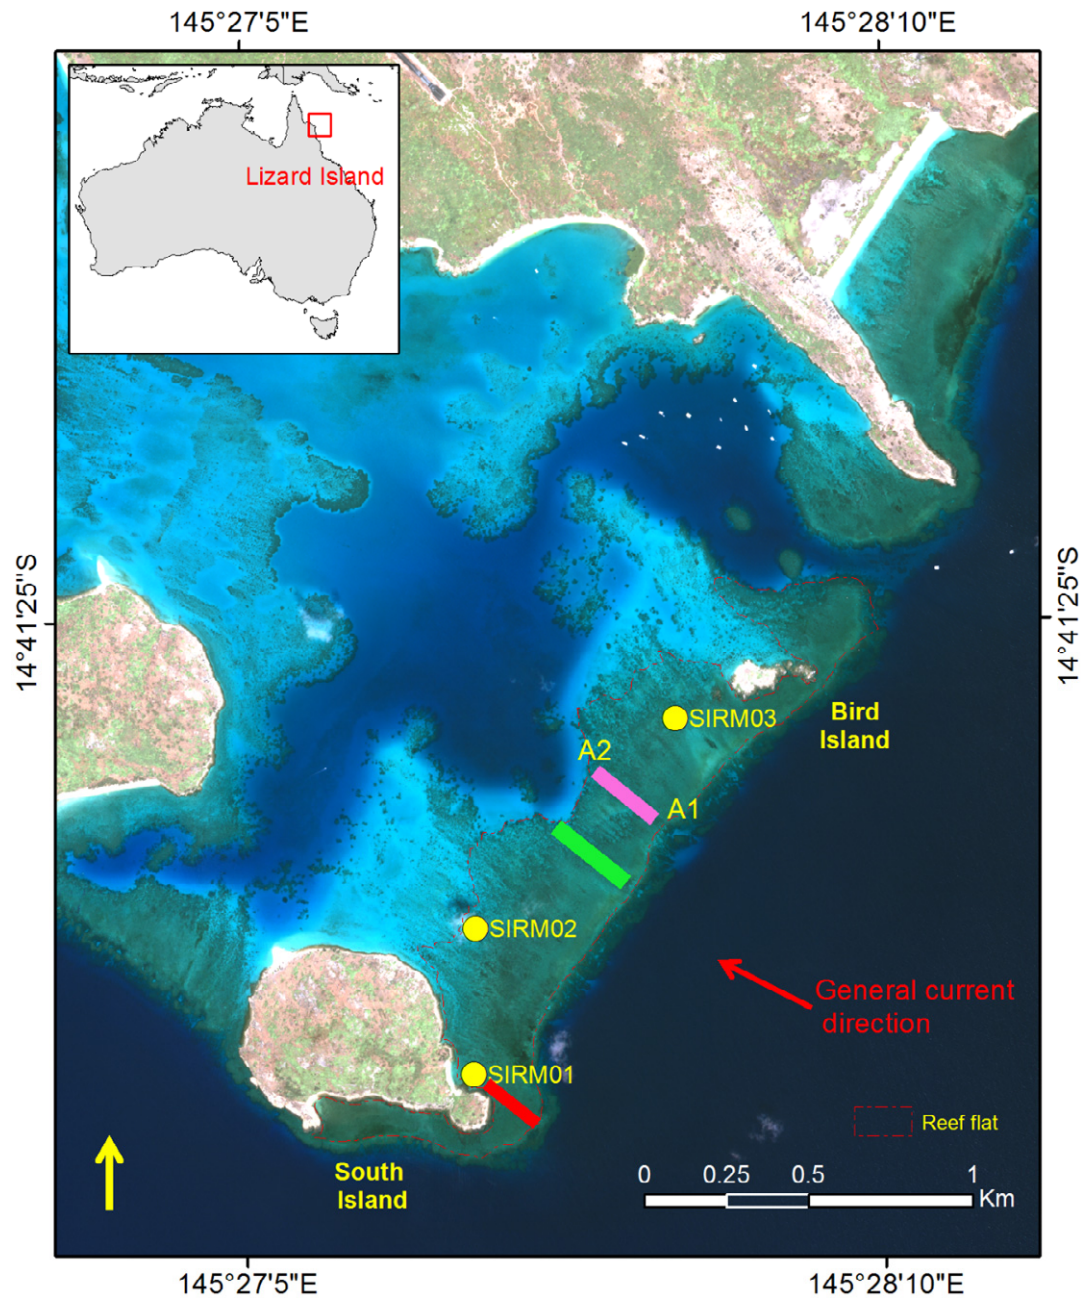 145°27'5"E
145°28'10"E
Lizard Island
14°41'25"S
14°41'25"S
SIRM03
Bird
Island
A2
A1
SIRM02
General current
direction
SIRM01
Reef flat
South
Island
0 0.25 0.5 1
Km
145°27'5"E
145°28'10"E